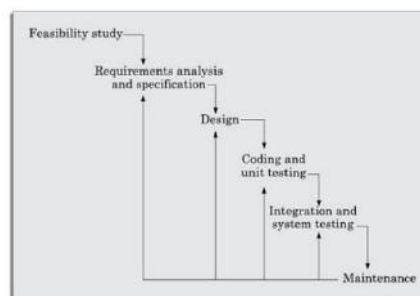 Feasibility study
Requirements analysis
and specification
Design
Coding and
unit testing
Integration and
system testing
Maintenance